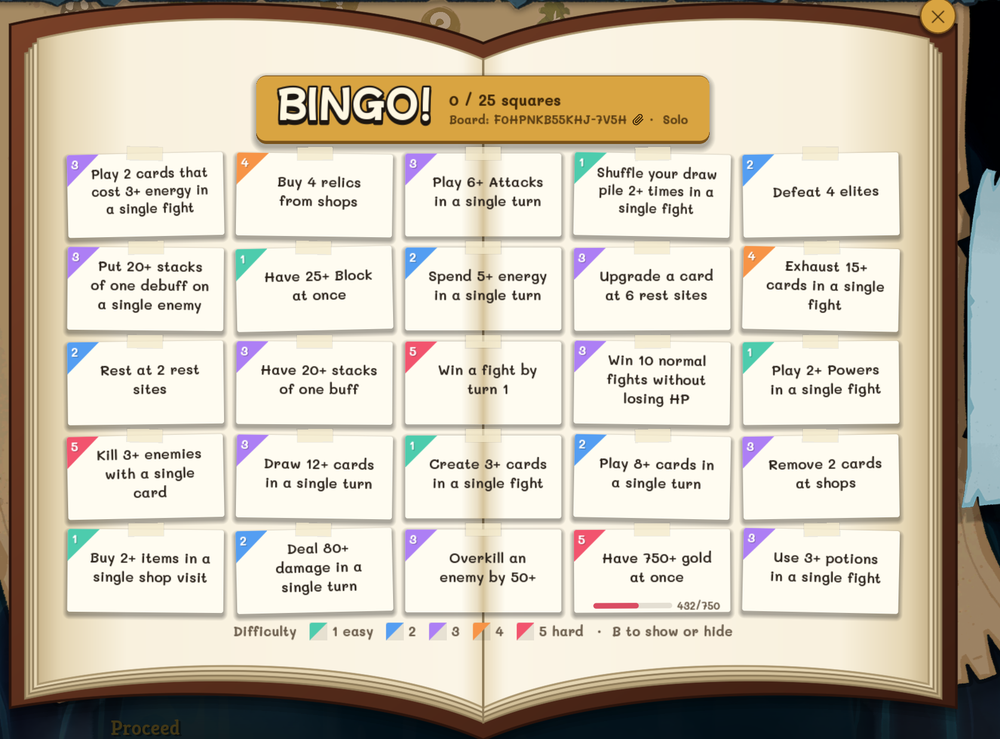 BINGO!
0 / 25 squares
Board: F0HPNKB55KHJ-7V5H · Solo
3
Play 2 cards that
cost 3+ energy in
a single fight
4
Buy 4 relics
from shops
3
Play 6+ Attacks
in a single turn
1
Shuffle your draw
pile 2+ times in a
single fight
2
Defeat 4 elites
3
Put 20+ stacks
of one debuff on
a single enemy
1
Have 25+ Block
at once
2
Spend 5+ energy
in a single turn
3
Upgrade a card
at 6 rest sites
4
Exhaust 15+
cards in a single
fight
2
Rest at 2 rest
sites
3
Have 20+ stacks
of one buff
5
Win a fight by
turn 1
3
Win 10 normal
fights without
losing HP
1
Play 2+ Powers
in a single fight
5
Kill 3+ enemies
with a single
card
3
Draw 12+ cards
in a single turn
1
Create 3+ cards
in a single fight
2
Play 8+ cards in
a single turn
3
Remove 2 cards
at shops
1
Buy 2+ items in a
single shop visit
2
Deal 80+
damage in a
single turn
3
Overkill an
enemy by 50+
5
Have 750+ gold
at once
432/750
3
Use 3+ potions
in a single fight
Difficulty 1 easy 2 3 4 5 hard · B to show or hide
Proceed